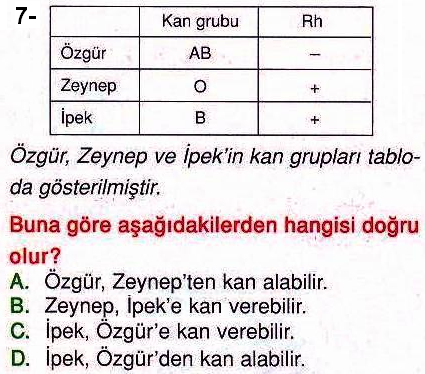 7-
Kan grubu Rh
Özgür AB –
Zeynep O +
İpek B +
Özgür, Zeynep ve İpek'in kan grupları tablo-
da gösterilmiştir.
Buna göre aşağıdakilerden hangisi doğru
olur?
A. Özgür, Zeynep'ten kan alabilir.
B. Zeynep, İpek'e kan verebilir.
C. İpek, Özgür'e kan verebilir.
D. İpek, Özgür'den kan alabilir.